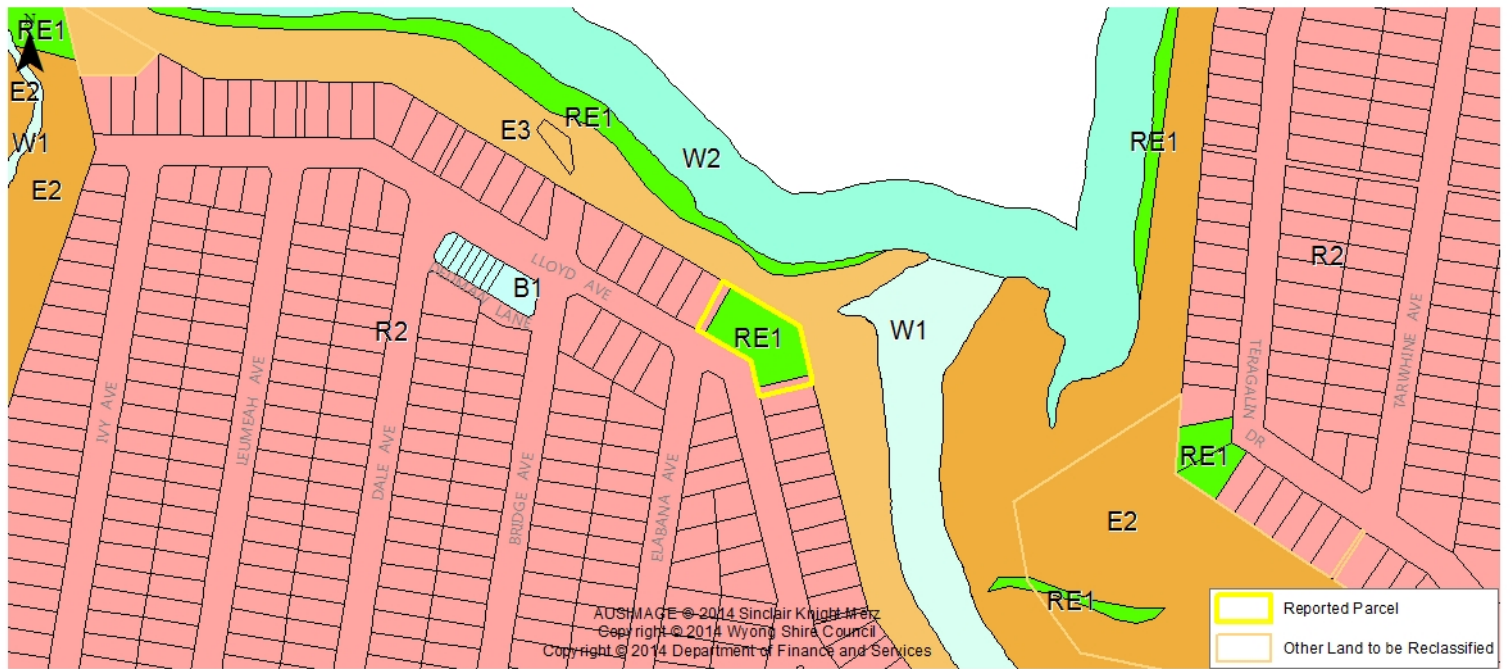 N
RE1
E2
W1
E2
E3
RE1
W2
RE1
R2
LLOYD AVE
B1
R2
RE1
W1
TERAGALIN DR
TARWHINE AVE
IVY AVE
LEUMEAH AVE
DALE AVE
BRIDGE AVE
ELABANA AVE
LANE
RE1
E2
RE1
AUSIMAGE © 2014 Sinclair Knight Merz
Copyright © 2014 Wyong Shire Council
Copyright © 2014 Department of Finance and Services
Reported Parcel
Other Land to be Reclassified